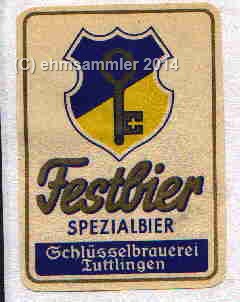 (C) ehmsammler 2014
Festbier
SPEZIALBIER
Schlüsselbrauerei
Tuttlingen